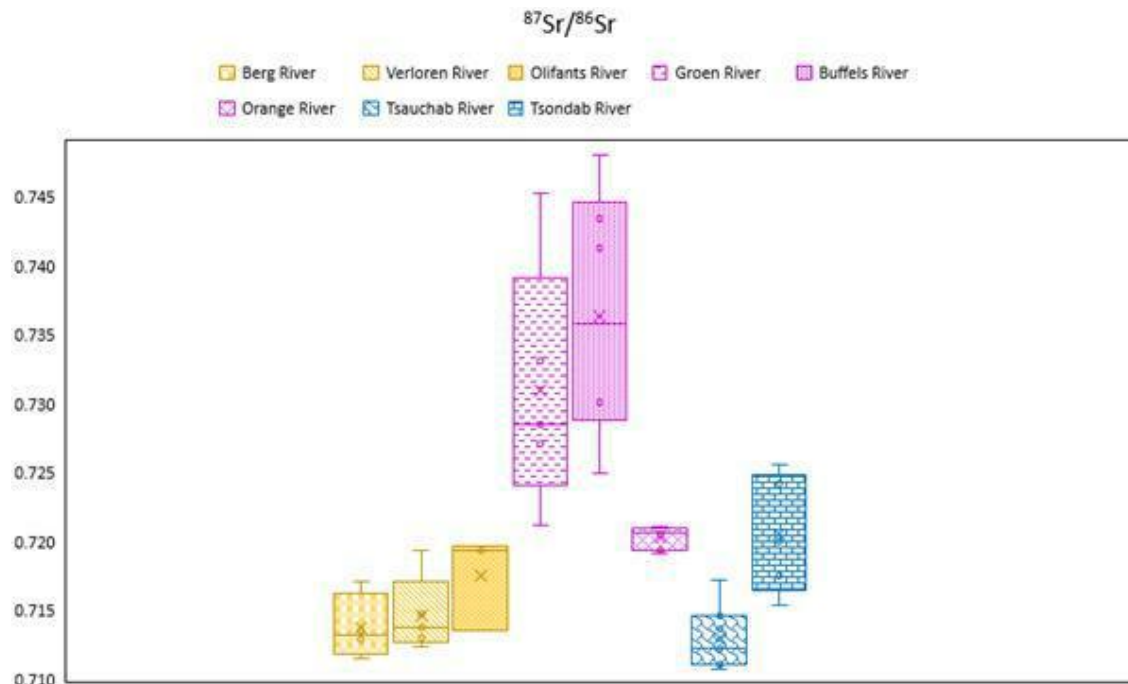 ⁸⁷Sr/⁸⁶Sr
Berg River Verloren River Olifants River Groen River Buffels River
Orange River Tsauchab River Tsondab River
0.745
0.740
0.735
0.730
0.725
0.720
0.715
0.710